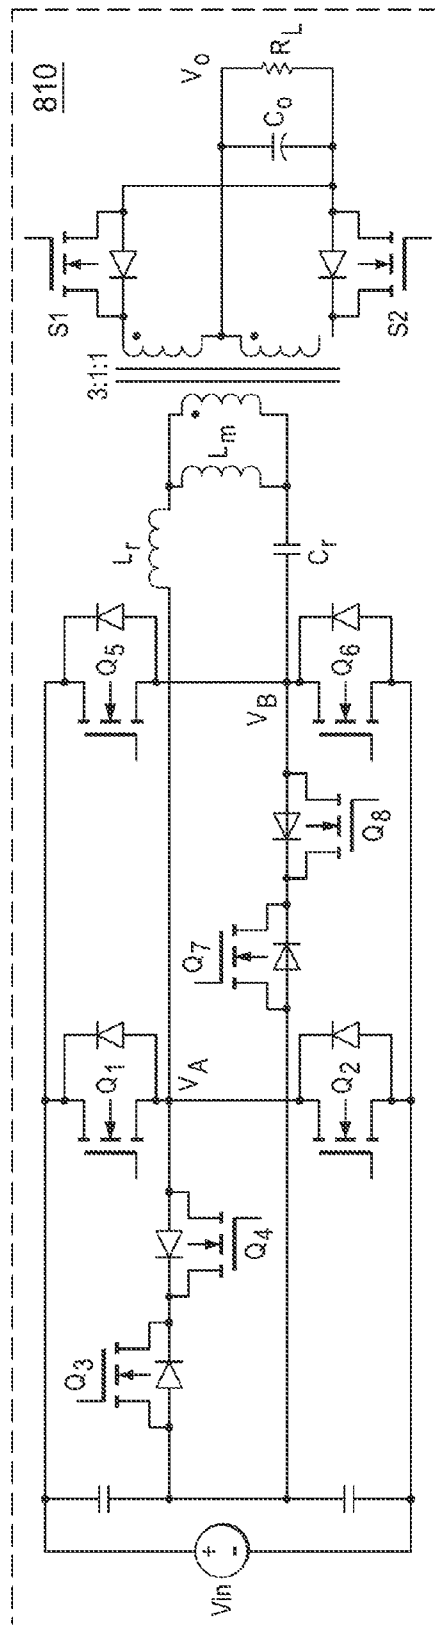 810
S1
S2
3:1:1
Vo
Co
RL
Lr
Lm
Cr
Q5
Q6
VB
Q7
Q8
Q1
Q2
VA
Q3
Q4
Vin
+
-